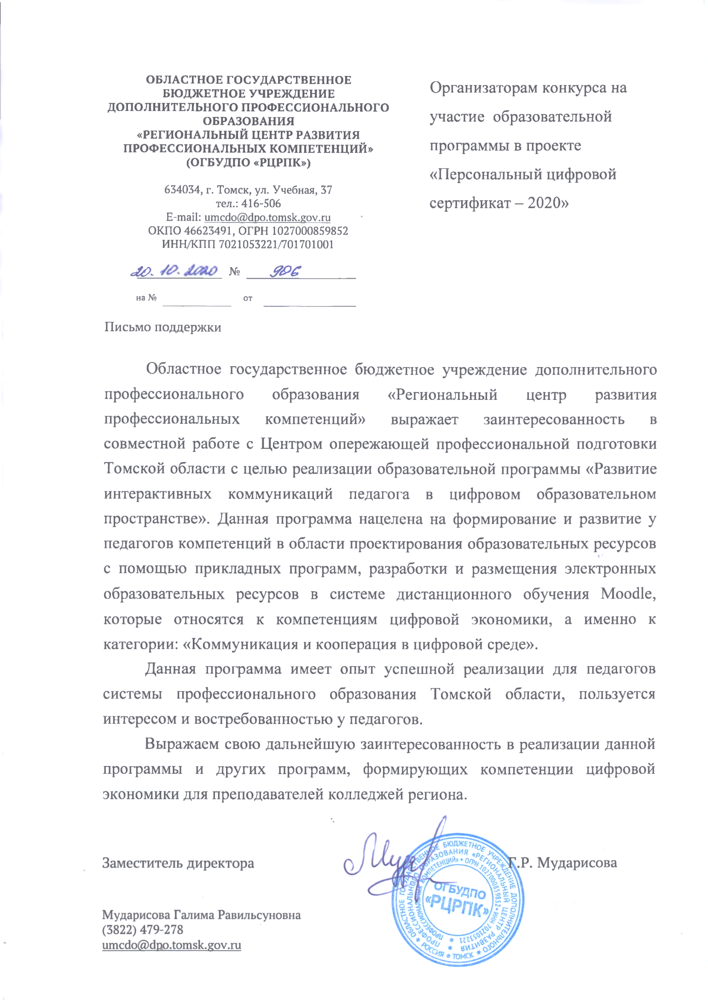 ОБЛАСТНОЕ ГОСУДАРСТВЕННОЕ
БЮДЖЕТНОЕ УЧРЕЖДЕНИЕ
ДОПОЛНИТЕЛЬНОГО ПРОФЕССИОНАЛЬНОГО
ОБРАЗОВАНИЯ
«РЕГИОНАЛЬНЫЙ ЦЕНТР РАЗВИТИЯ
ПРОФЕССИОНАЛЬНЫХ КОМПЕТЕНЦИЙ»
(ОГБУДПО «РЦРПК»)
634034, г. Томск, ул. Учебная, 37
тел.: 416-506
E-mail: umcdo@dpo.tomsk.gov.ru
ОКПО 46623491, ОГРН 1027000859852
ИНН/КПП 7021053221/701701001
20.10.2020 № 906
на № от
Организаторам конкурса на
участие образовательной
программы в проекте
«Персональный цифровой
сертификат – 2020»
Письмо поддержки
Областное государственное бюджетное учреждение дополнительного
профессионального образования «Региональный центр развития
профессиональных компетенций» выражает заинтересованность в
совместной работе с Центром опережающей профессиональной подготовки
Томской области с целью реализации образовательной программы «Развитие
интерактивных коммуникаций педагога в цифровом образовательном
пространстве». Данная программа нацелена на формирование и развитие у
педагогов компетенций в области проектирования образовательных ресурсов
с помощью прикладных программ, разработки и размещения электронных
образовательных ресурсов в системе дистанционного обучения Moodle,
которые относятся к компетенциям цифровой экономики, а именно к
категории: «Коммуникация и кооперация в цифровой среде».
Данная программа имеет опыт успешной реализации для педагогов
системы профессионального образования Томской области, пользуется
интересом и востребованностью у педагогов.
Выражаем свою дальнейшую заинтересованность в реализации данной
программы и других программ, формирующих компетенции цифровой
экономики для преподавателей колледжей региона.
Заместитель директора Г.Р. Мударисова
ОБЛАСТНОЕ ГОСУДАРСТВЕННОЕ БЮДЖЕТНОЕ УЧРЕЖДЕНИЕ ДОПОЛНИТЕЛЬНОГО
ПРОФЕССИОНАЛЬНОГО ОБРАЗОВАНИЯ «РЕГИОНАЛЬНЫЙ ЦЕНТР РАЗВИТИЯ
ПРОФЕССИОНАЛЬНЫХ КОМПЕТЕНЦИЙ» * ОГРН 1027000859852 * ИНН 7021053221 *
* РОССИЯ * ТОМСК *
ОГБУДПО
«РЦРПК»
Мударисова Галима Равильсуновна
(3822) 479-278
umcdo@dpo.tomsk.gov.ru